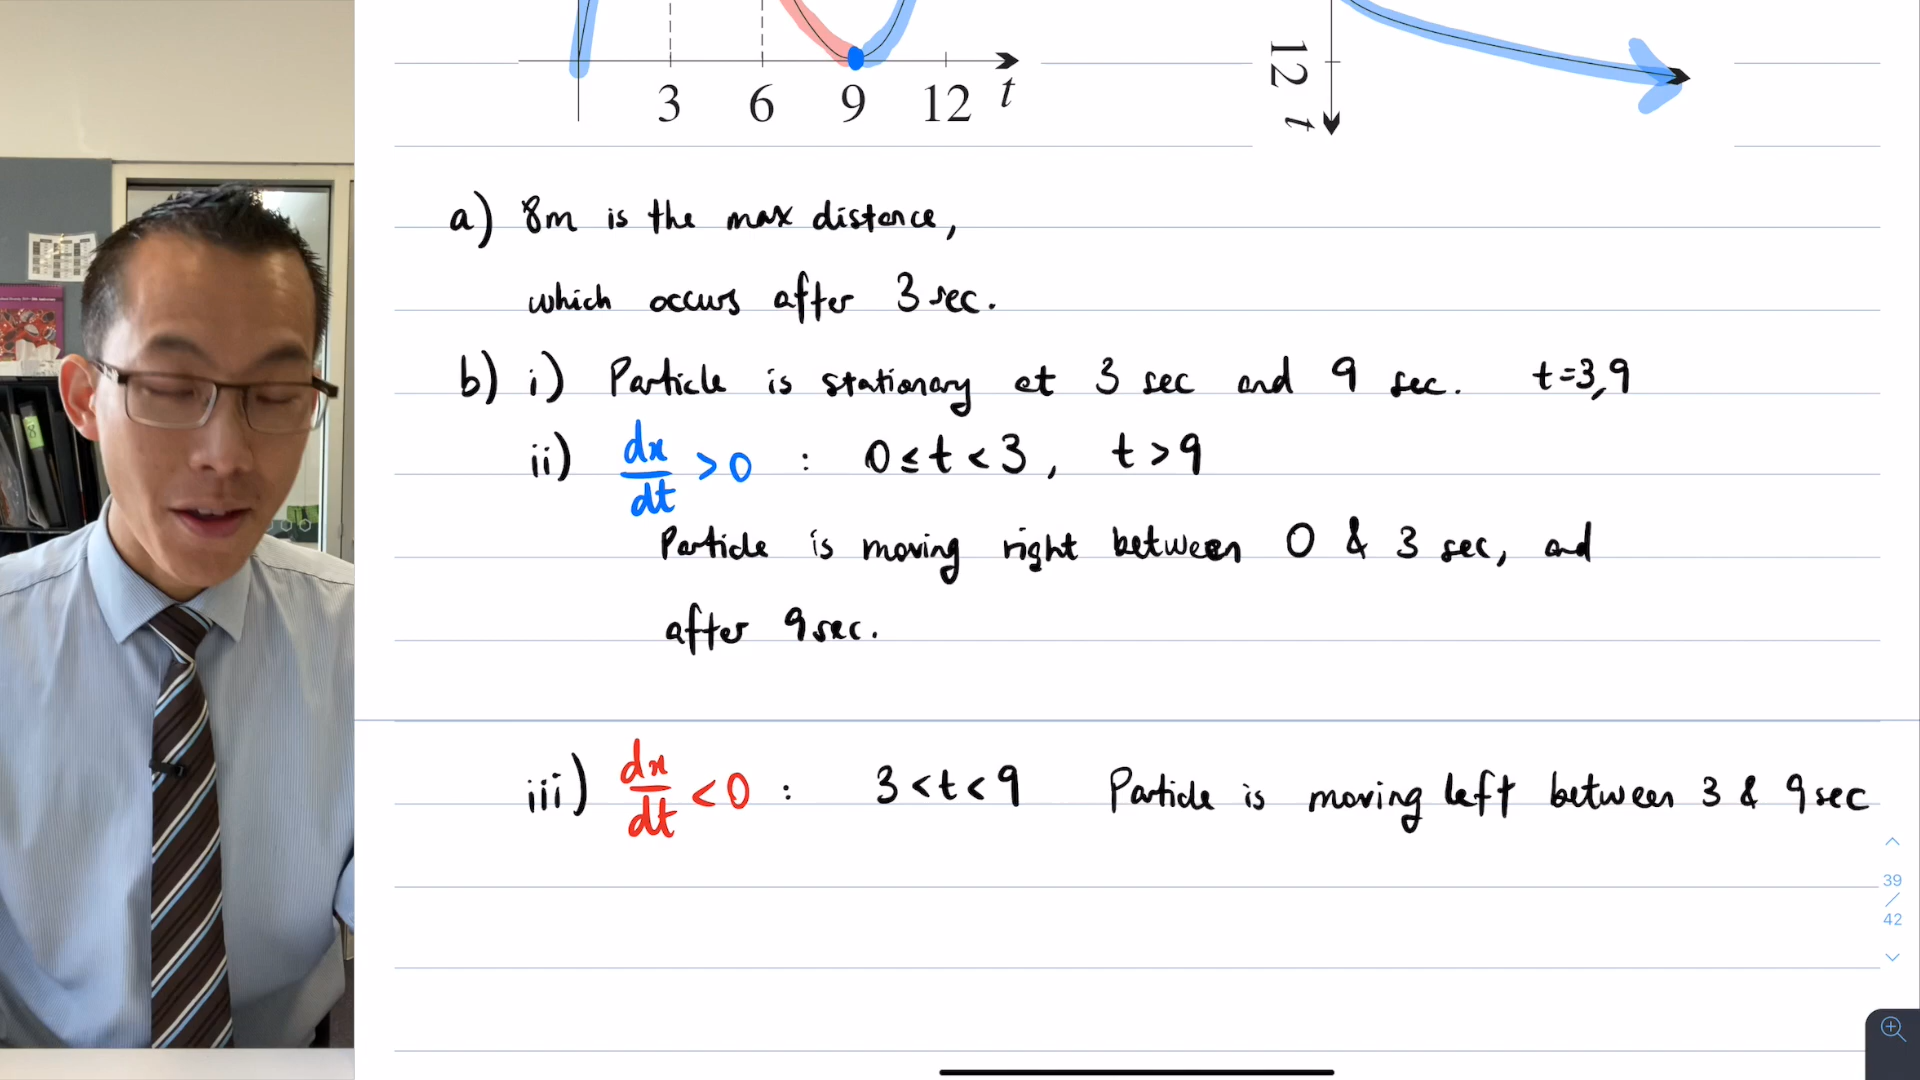 3 6 9 12 t
12 t
a) 8m is the max distance,
which occurs after 3 sec.
b) i) Particle is stationary at 3 sec and 9 sec. t=3,9
ii) dx/dt > 0 : 0 ≤ t < 3, t > 9
Particle is moving right between 0 & 3 sec, and
after 9 sec.
iii) dx/dt < 0 : 3 < t < 9 Particle is moving left between 3 & 9 sec
39
/
42